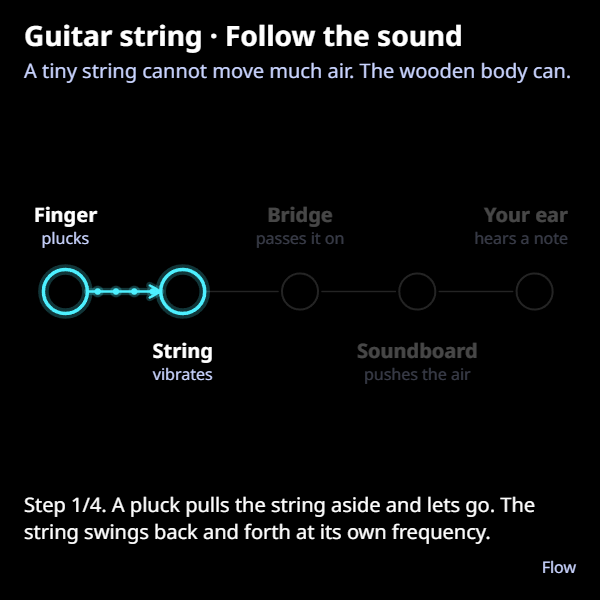 Guitar string · Follow the sound
A tiny string cannot move much air. The wooden body can.
Finger
plucks
Bridge
passes it on
Your ear
hears a note
String
vibrates
Soundboard
pushes the air
Step 1/4. A pluck pulls the string aside and lets go. The
string swings back and forth at its own frequency.
Flow